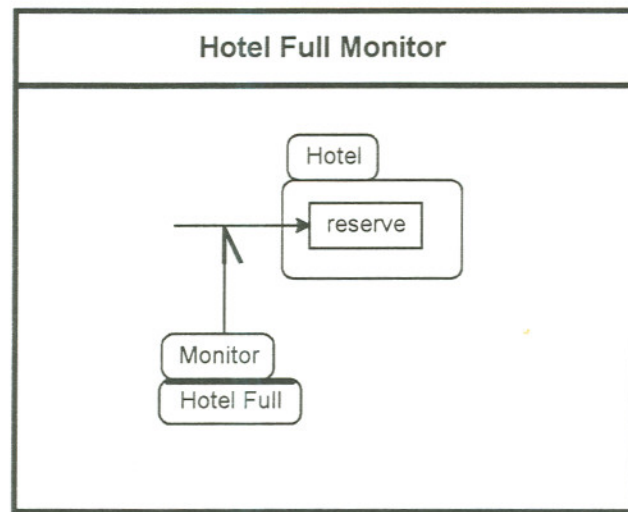 Hotel Full Monitor
Hotel
reserve
Monitor
Hotel Full